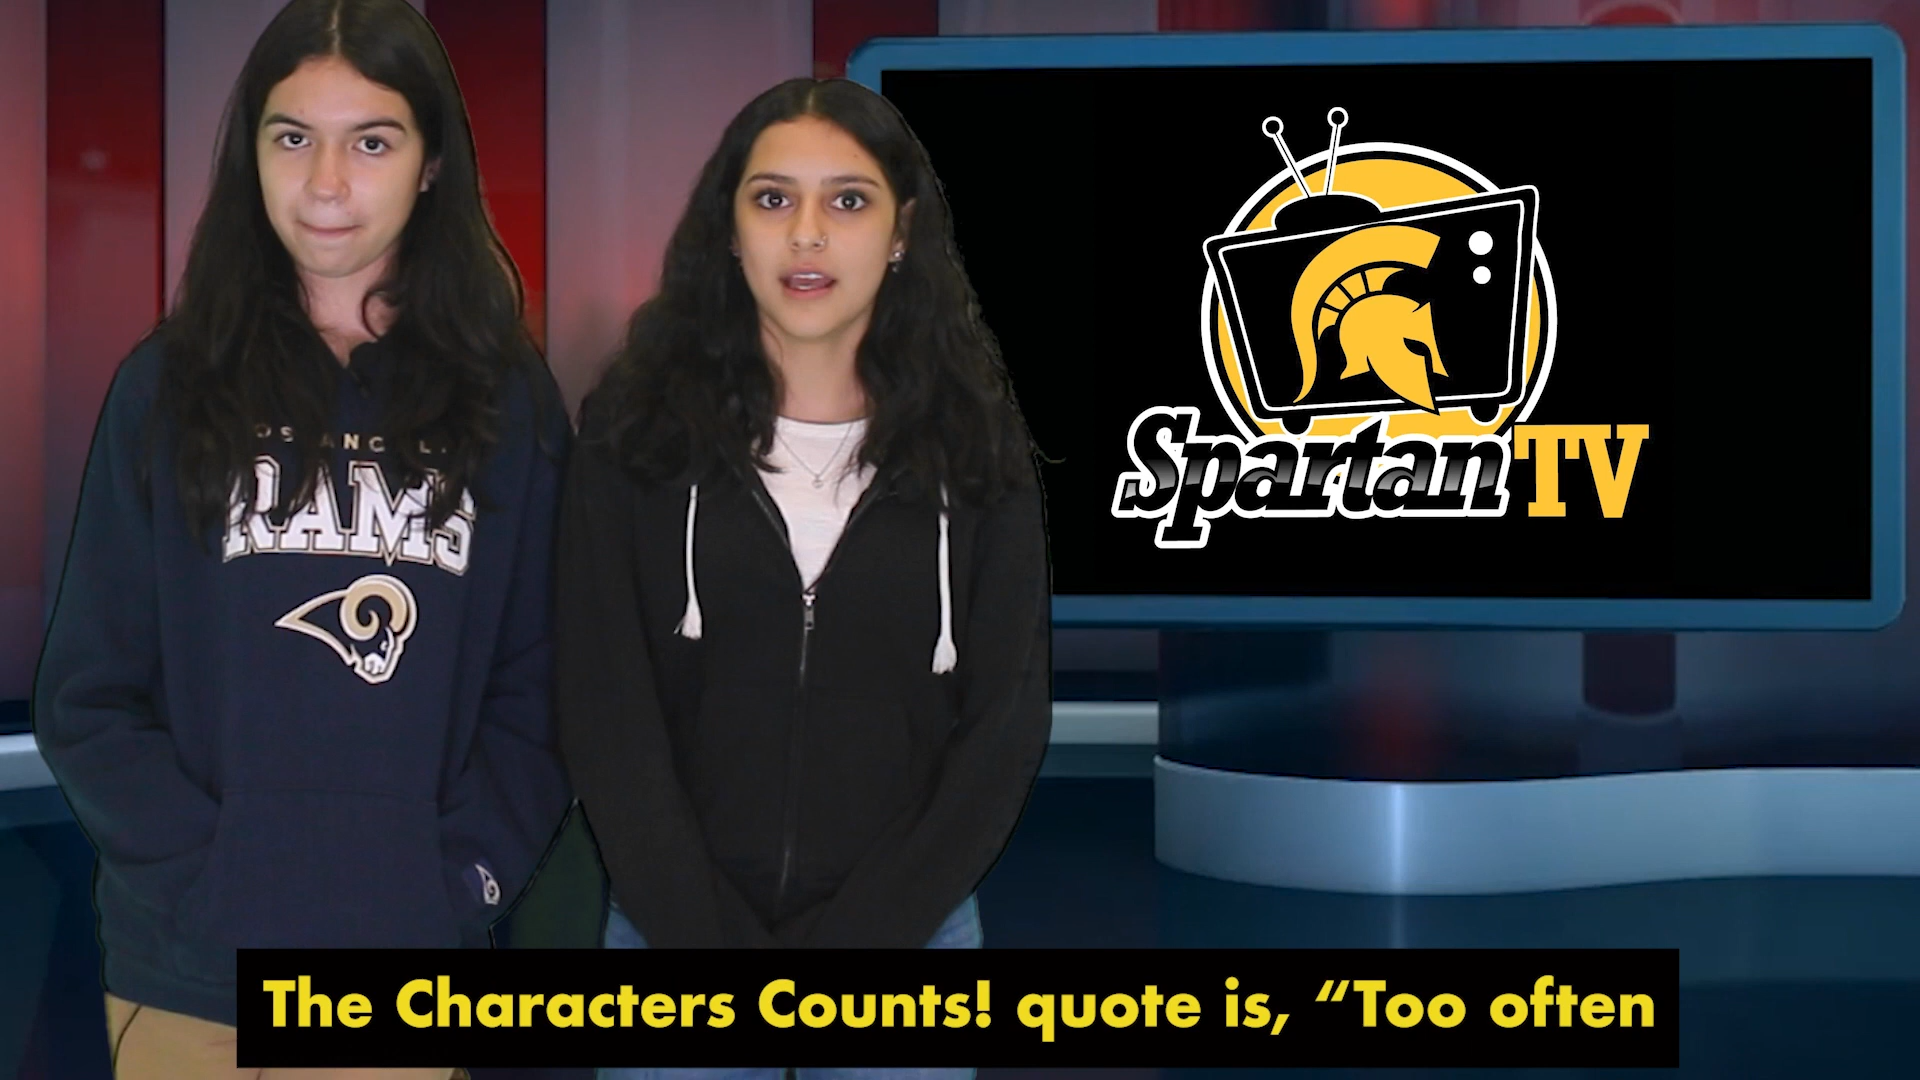 RAMS
Spartan TV
The Characters Counts! quote is, “Too often